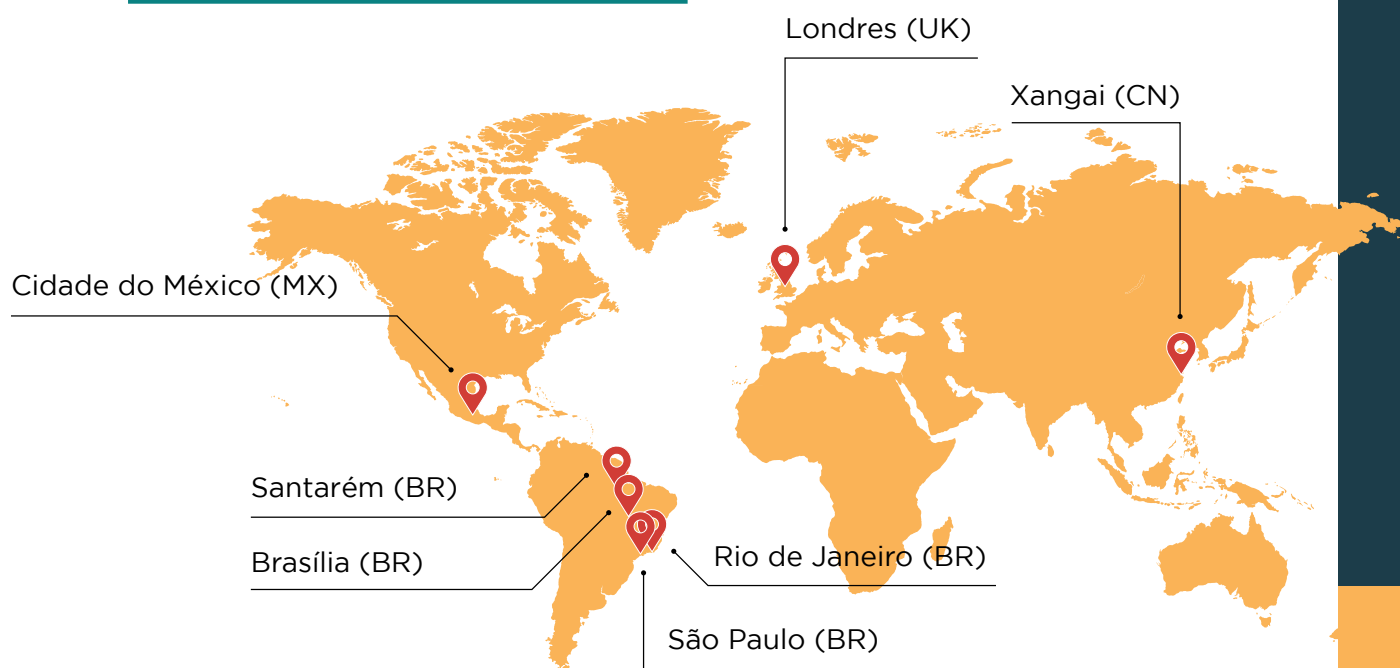 Londres (UK)
Xangai (CN)
Cidade do México (MX)
Santarém (BR)
Brasília (BR)
Rio de Janeiro (BR)
São Paulo (BR)